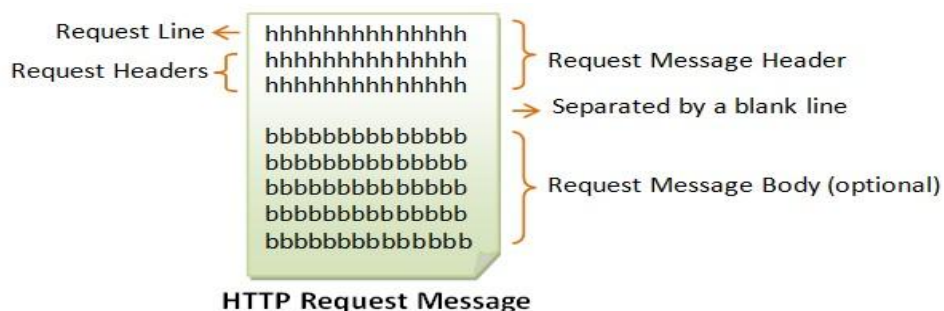 Request Line
hhhhhhhhhhhhhh
Request Headers
hhhhhhhhhhhhhh
hhhhhhhhhhhhhh
Request Message Header
Separated by a blank line
bbbbbbbbbbbbbb
bbbbbbbbbbbbbb
bbbbbbbbbbbbbb
bbbbbbbbbbbbbb
bbbbbbbbbbbbbb
Request Message Body (optional)
HTTP Request Message